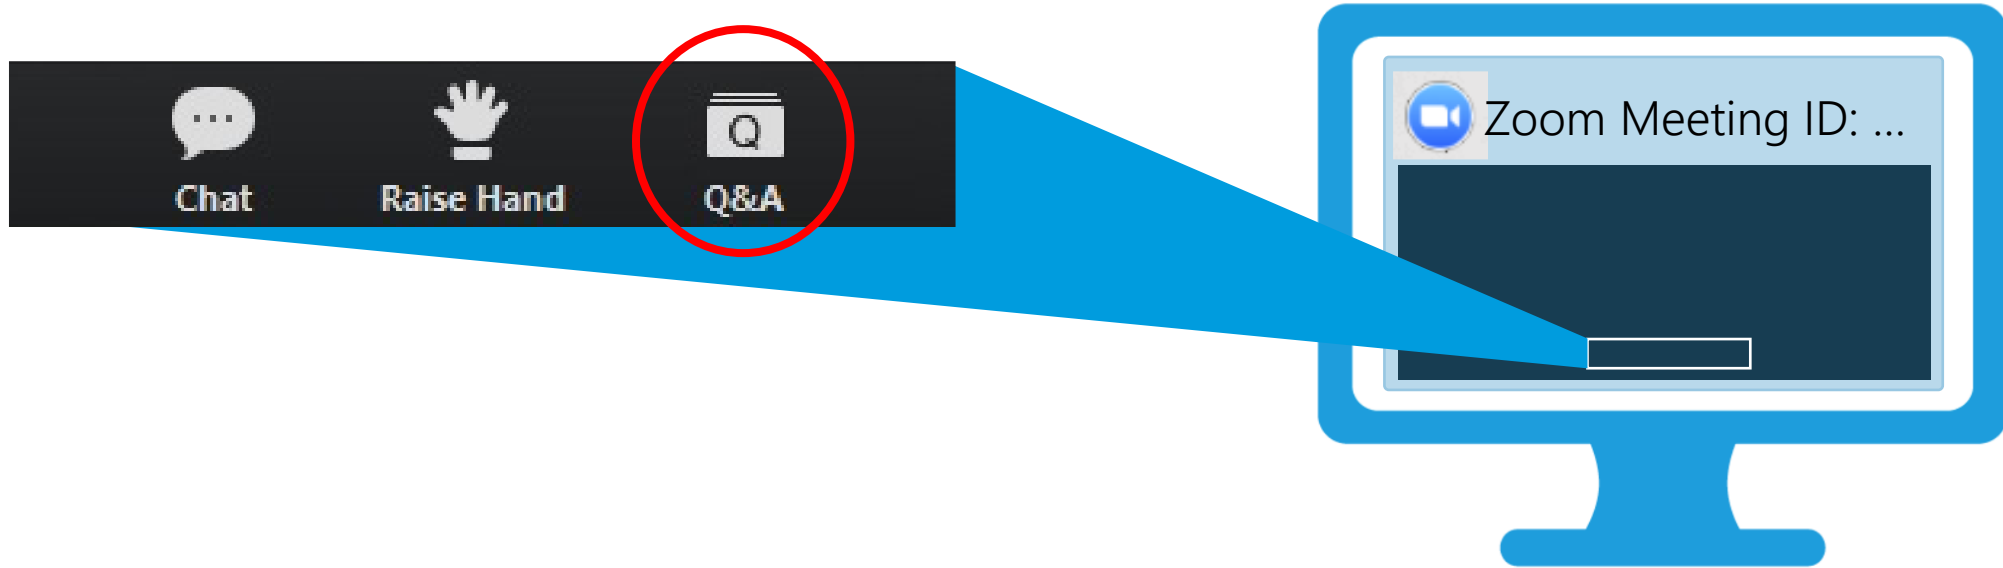 Chat Raise Hand Q&A
Q
Zoom Meeting ID: ...